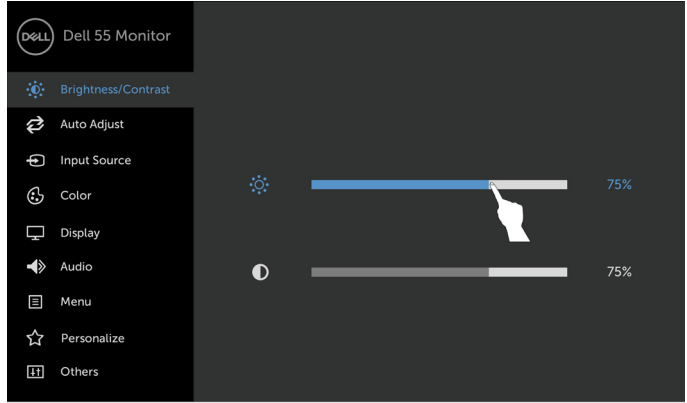 DELL Dell 55 Monitor
Brightness/Contrast
Auto Adjust
Input Source
Color
75%
Display
Audio
75%
Menu
Personalize
Others